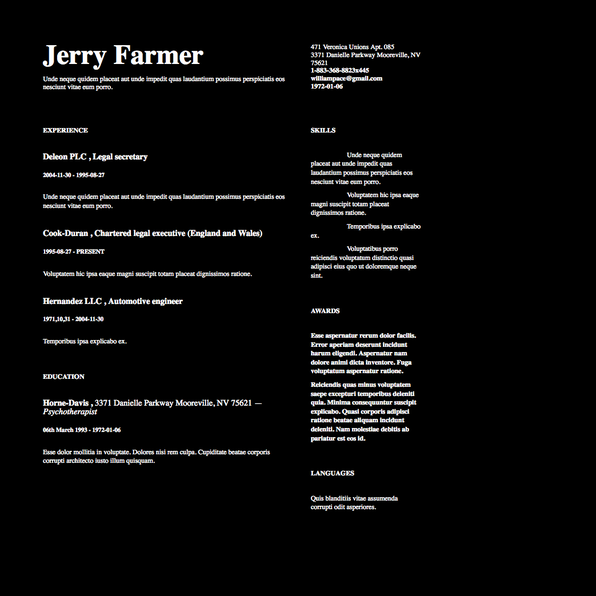 Jerry Farmer
Unde neque quidem placeat aut unde impedit quas laudantium possimus perspiciatis eos
nesciunt vitae eum porro.
471 Veronica Unions Apt. 085
3371 Danielle Parkway Mooreville, NV
75621
1-883-368-8823x445
williampace@gmail.com
1972-01-06
EXPERIENCE
Deleon PLC , Legal secretary
2004-11-30 - 1995-08-27
Unde neque quidem placeat aut unde impedit quas laudantium possimus perspiciatis eos
nesciunt vitae eum porro.
Cook-Duran , Chartered legal executive (England and Wales)
1995-08-27 - PRESENT
Voluptatem hic ipsa eaque magni suscipit totam placeat dignissimos ratione.
Hernandez LLC , Automotive engineer
1971,10,31 - 2004-11-30
Temporibus ipsa explicabo ex.
EDUCATION
Horne-Davis , 3371 Danielle Parkway Mooreville, NV 75621 —
Psychotherapist
06th March 1993 - 1972-01-06
Esse dolor mollitia in voluptate. Dolores nisi rem culpa. Cupiditate beatae corporis
corrupti architecto iusto illum quisquam.
SKILLS
Unde neque quidem
placeat aut unde impedit quas
laudantium possimus perspiciatis eos
nesciunt vitae eum porro.
Voluptatem hic ipsa eaque
magni suscipit totam placeat
dignissimos ratione.
Temporibus ipsa explicabo
ex.
Voluptatibus porro
reiciendis voluptatum distinctio quasi
adipisci eius quo ut doloremque neque
sint.
AWARDS
Esse aspernatur rerum dolor facilis.
Error aperiam deserunt incidunt
harum eligendi. Aspernatur nam
dolore animi dicta inventore. Fuga
voluptatum aspernatur ratione.
Reiciendis quas minus voluptatem
saepe excepturi temporibus deleniti
quia. Minima consequuntur suscipit
explicabo. Quasi corporis adipisci
ratione beatae aliquam incidunt
deleniti. Nam molestiae debitis ab
pariatur est eos id.
LANGUAGES
Quis blanditiis vitae assumenda
corrupti odit asperiores.